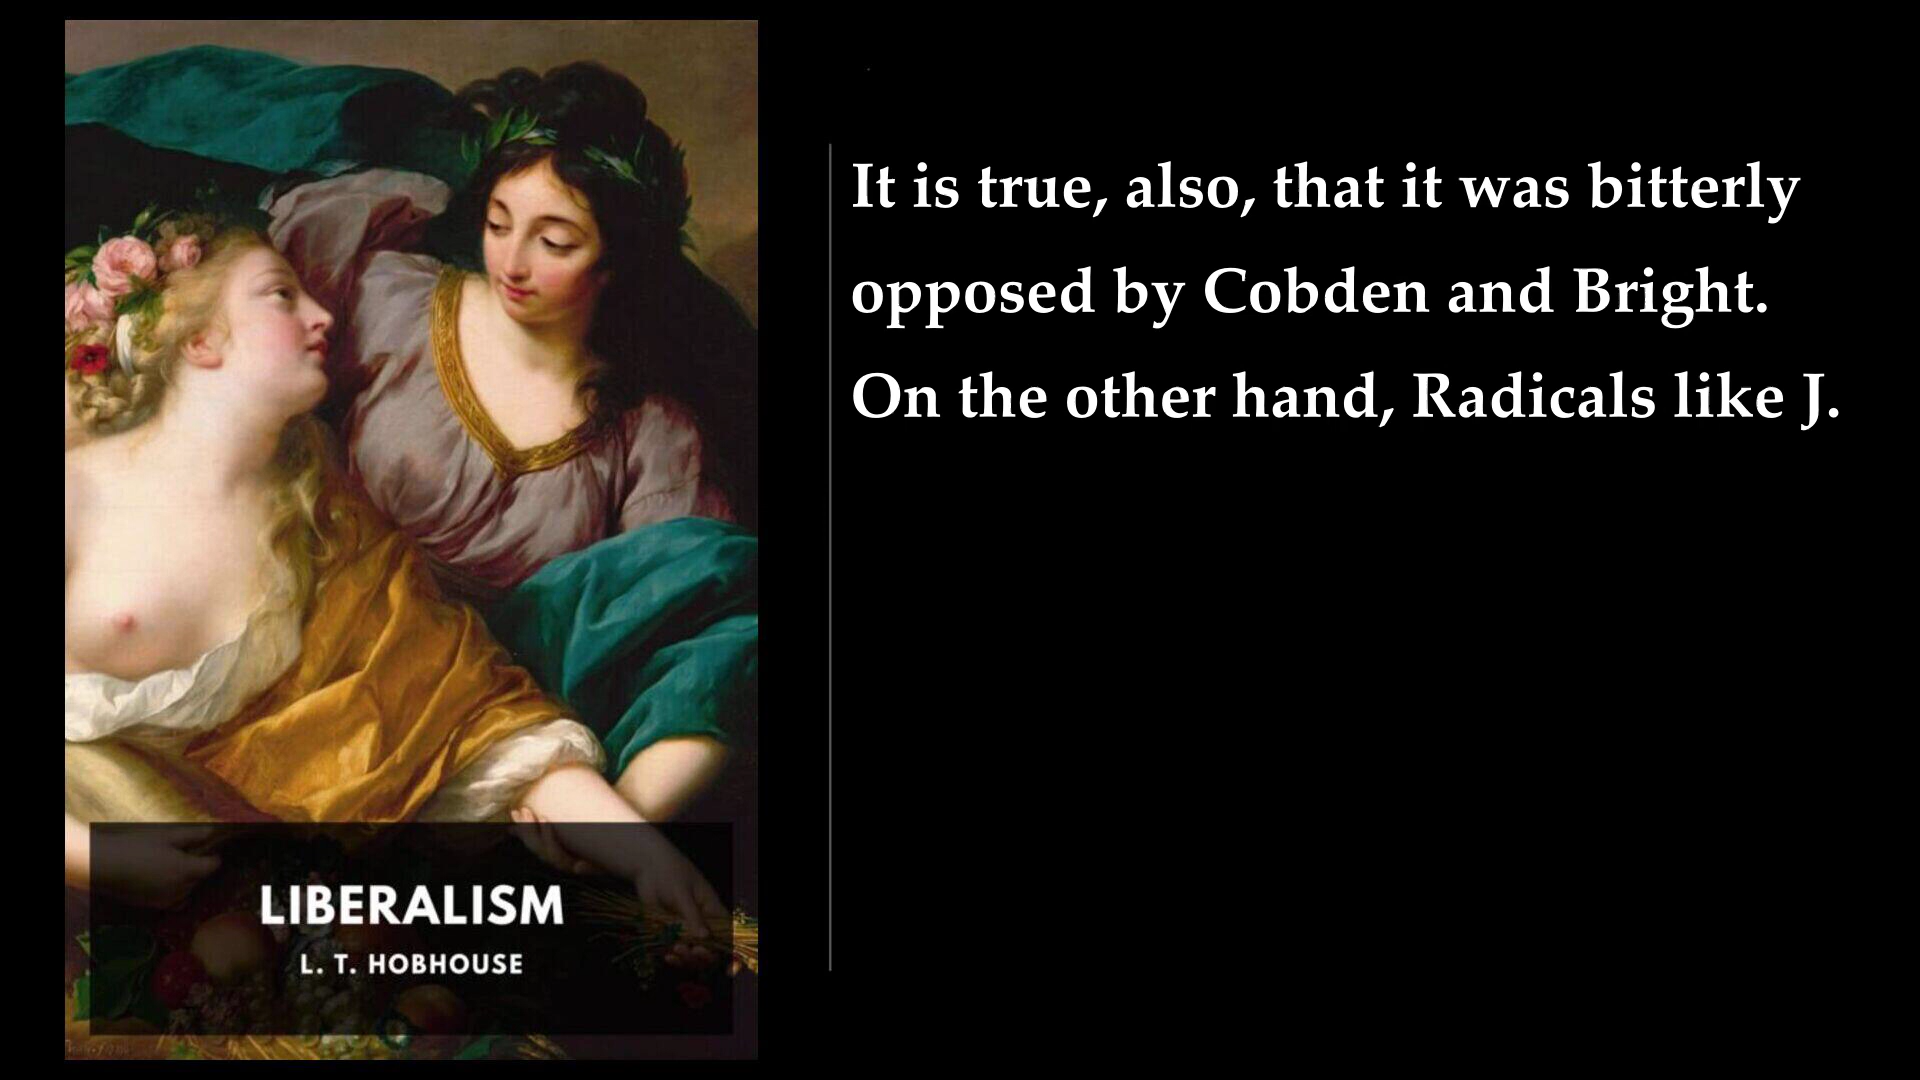 It is true, also, that it was bitterly
opposed by Cobden and Bright.
On the other hand, Radicals like J.
LIBERALISM
L. T. HOBHOUSE